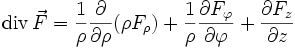 div F⃗ = 1/ρ ∂/∂ρ (ρF_ρ) + 1/ρ ∂F_φ/∂φ + ∂F_z/∂z